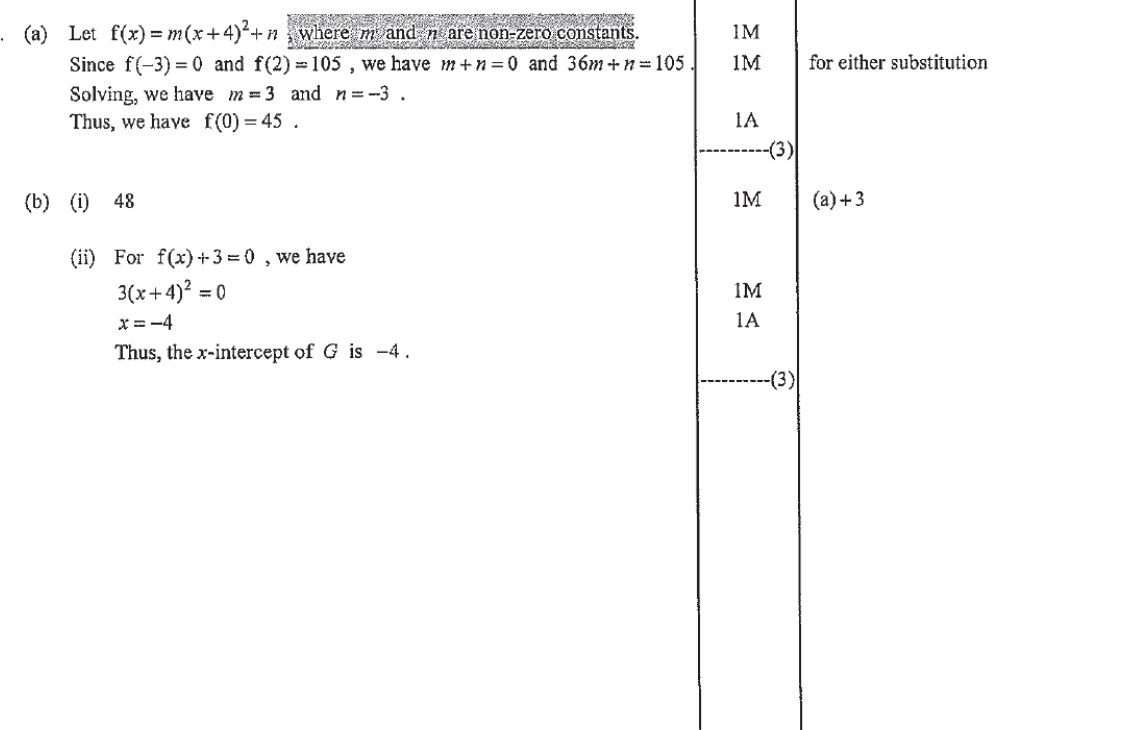 . (a) Let f(x) = m(x+4)²+n , where m and n are non-zero constants. 1M
Since f(−3) = 0 and f(2) = 105 , we have m+n = 0 and 36m+n = 105 . 1M for either substitution
Solving, we have m = 3 and n = −3 .
Thus, we have f(0) = 45 . 1A
----------(3)
(b) (i) 48 1M (a)+3
(ii) For f(x)+3 = 0 , we have
3(x+4)² = 0 1M
x = −4 1A
Thus, the x-intercept of G is −4 .
----------(3)